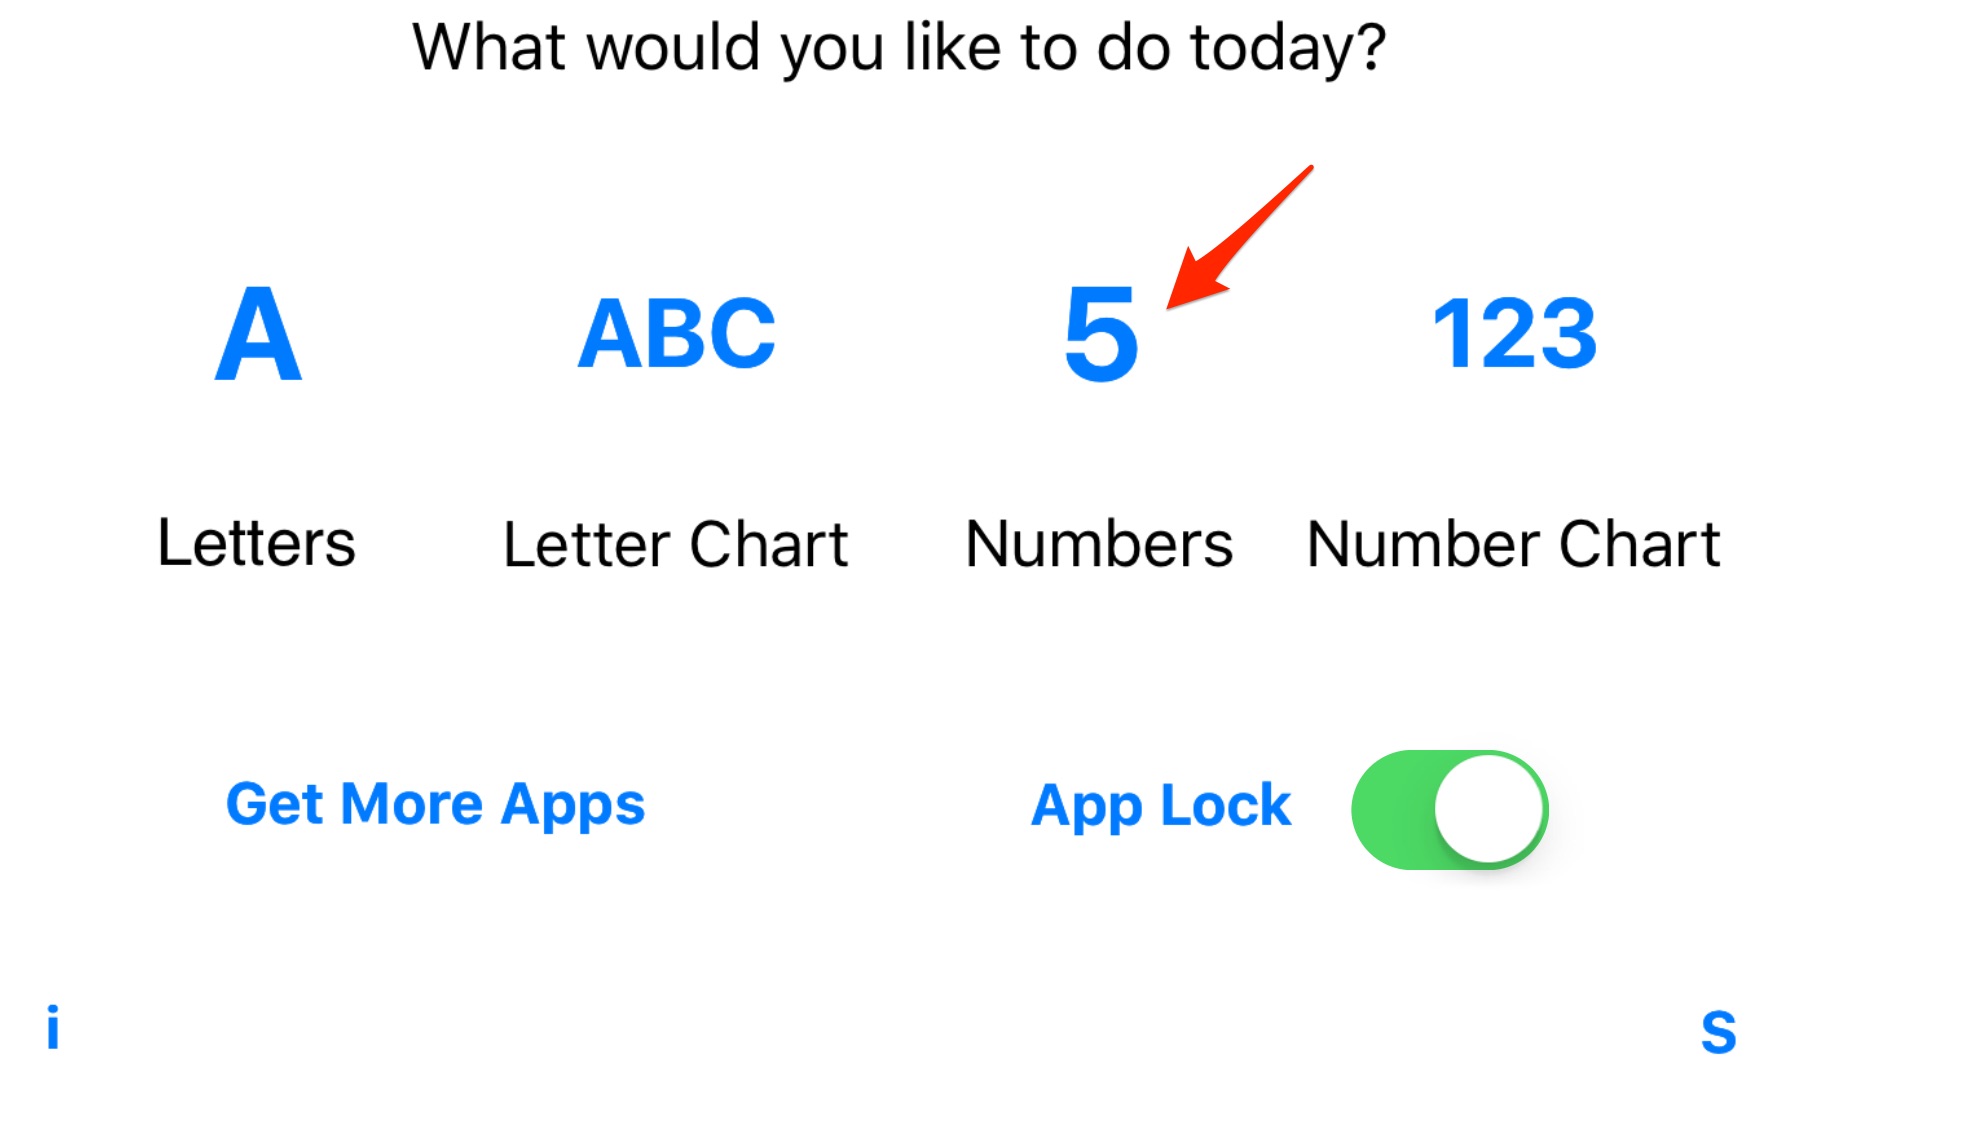 What would you like to do today?
A ABC 5 123
Letters Letter Chart Numbers Number Chart
Get More Apps App Lock
i S